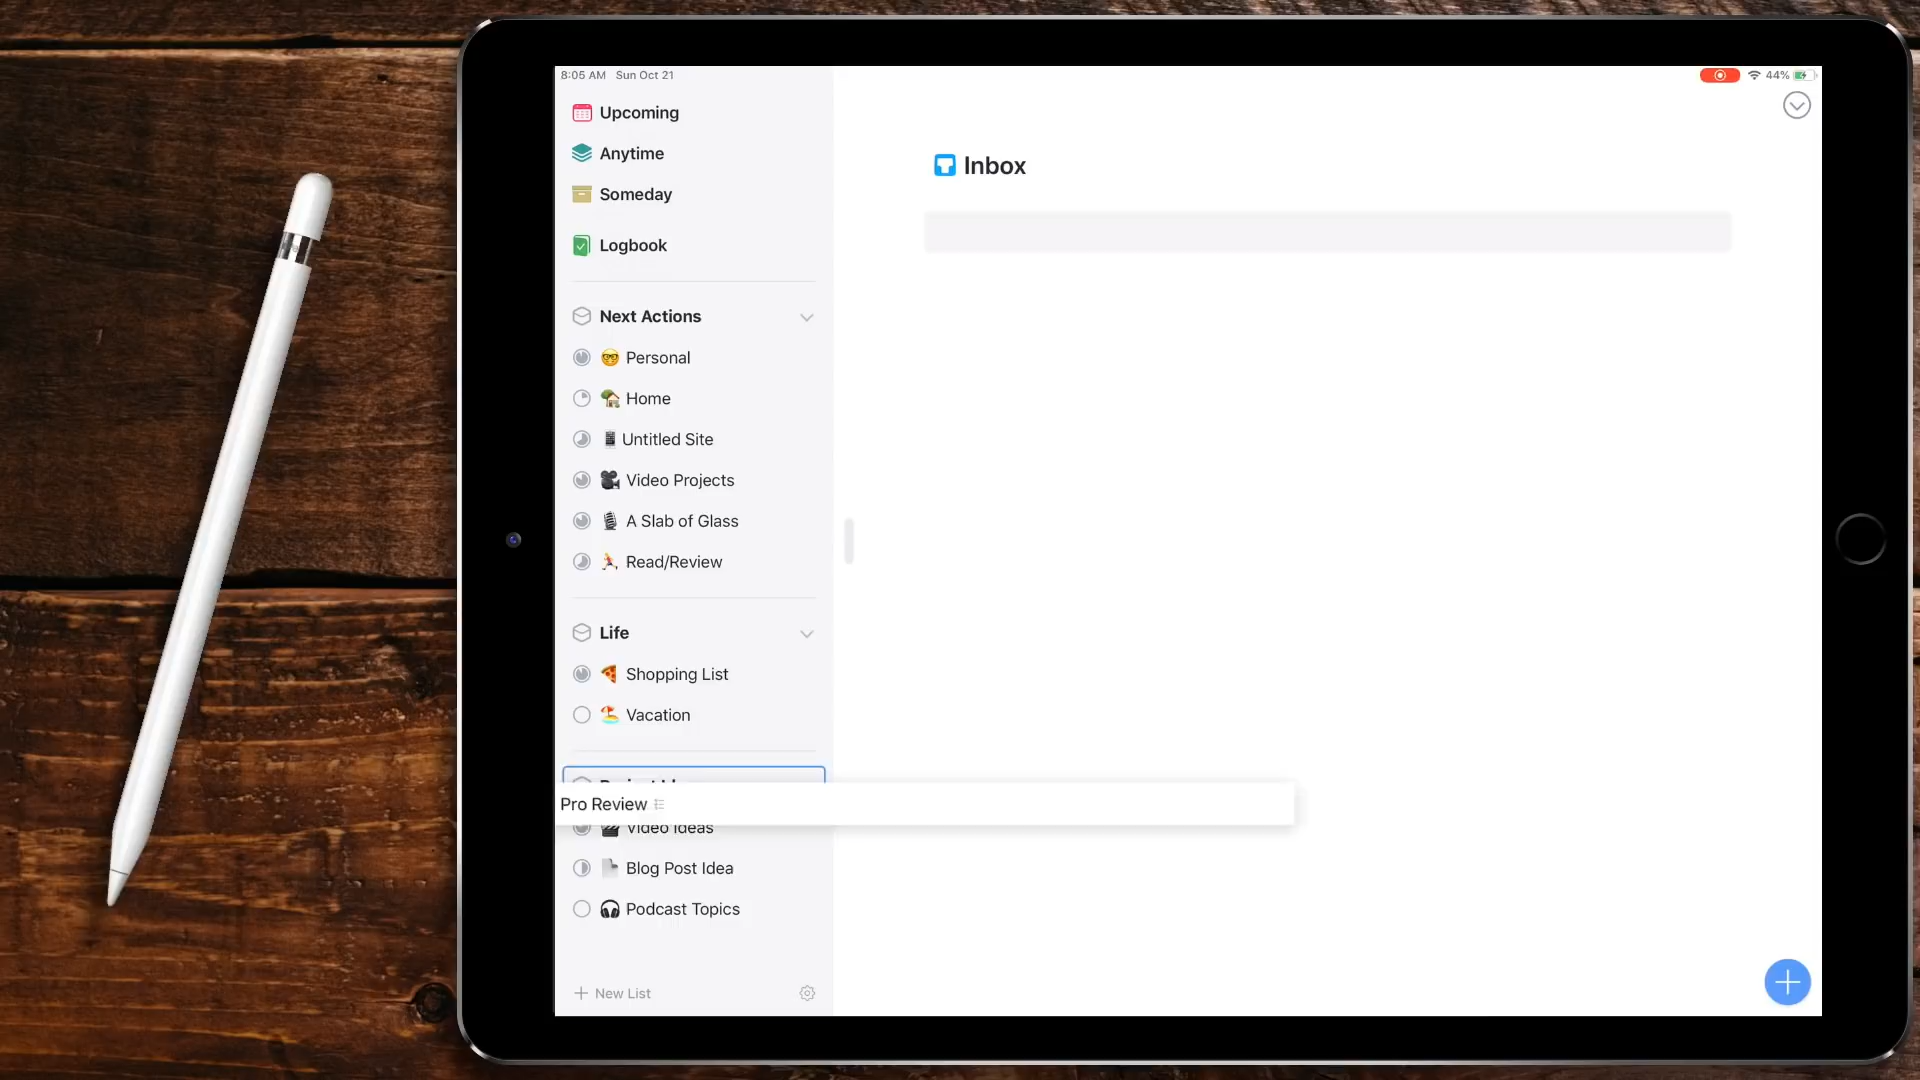 8:05 AM Sun Oct 21
44%
Upcoming
Anytime
Someday
Logbook
Next Actions
Personal
Home
Untitled Site
Video Projects
A Slab of Glass
Read/Review
Life
Shopping List
Vacation
Pro Review
Video Ideas
Blog Post Idea
Podcast Topics
New List
Inbox